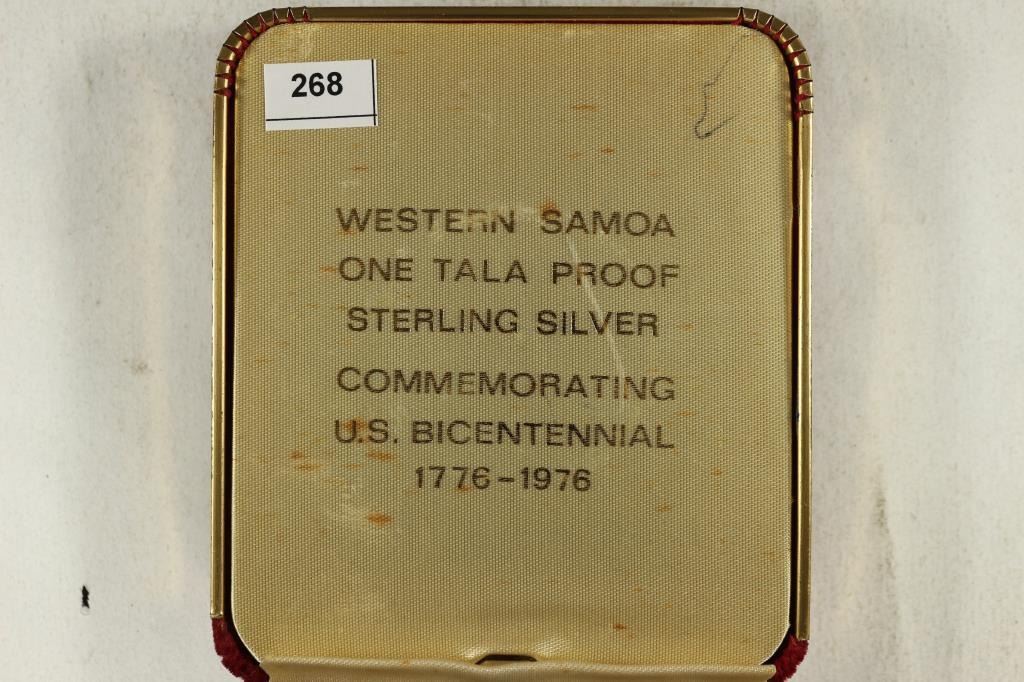 268
WESTERN SAMOA
ONE TALA PROOF
STERLING SILVER
COMMEMORATING
U.S. BICENTENNIAL
1776-1976